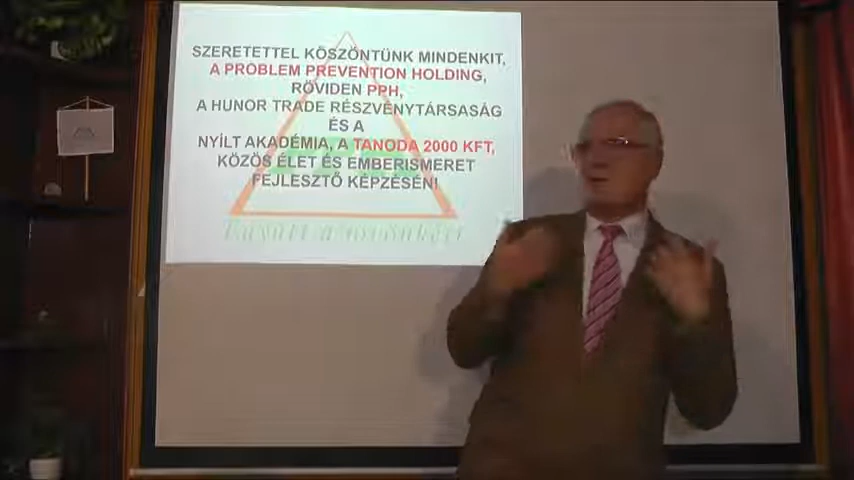 SZERETETTEL KÖSZÖNTÜNK MINDENKIT,
A PROBLEM PREVENTION HOLDING,
RÖVIDEN PPH,
A HUNOR TRADE RÉSZVÉNYTÁRSASÁG
ÉS A
NYÍLT AKADÉMIA, A TANODA 2000 KFT,
KÖZÖS ÉLET ÉS EMBERISMERET
FEJLESZTŐ KÉPZÉSÉN!